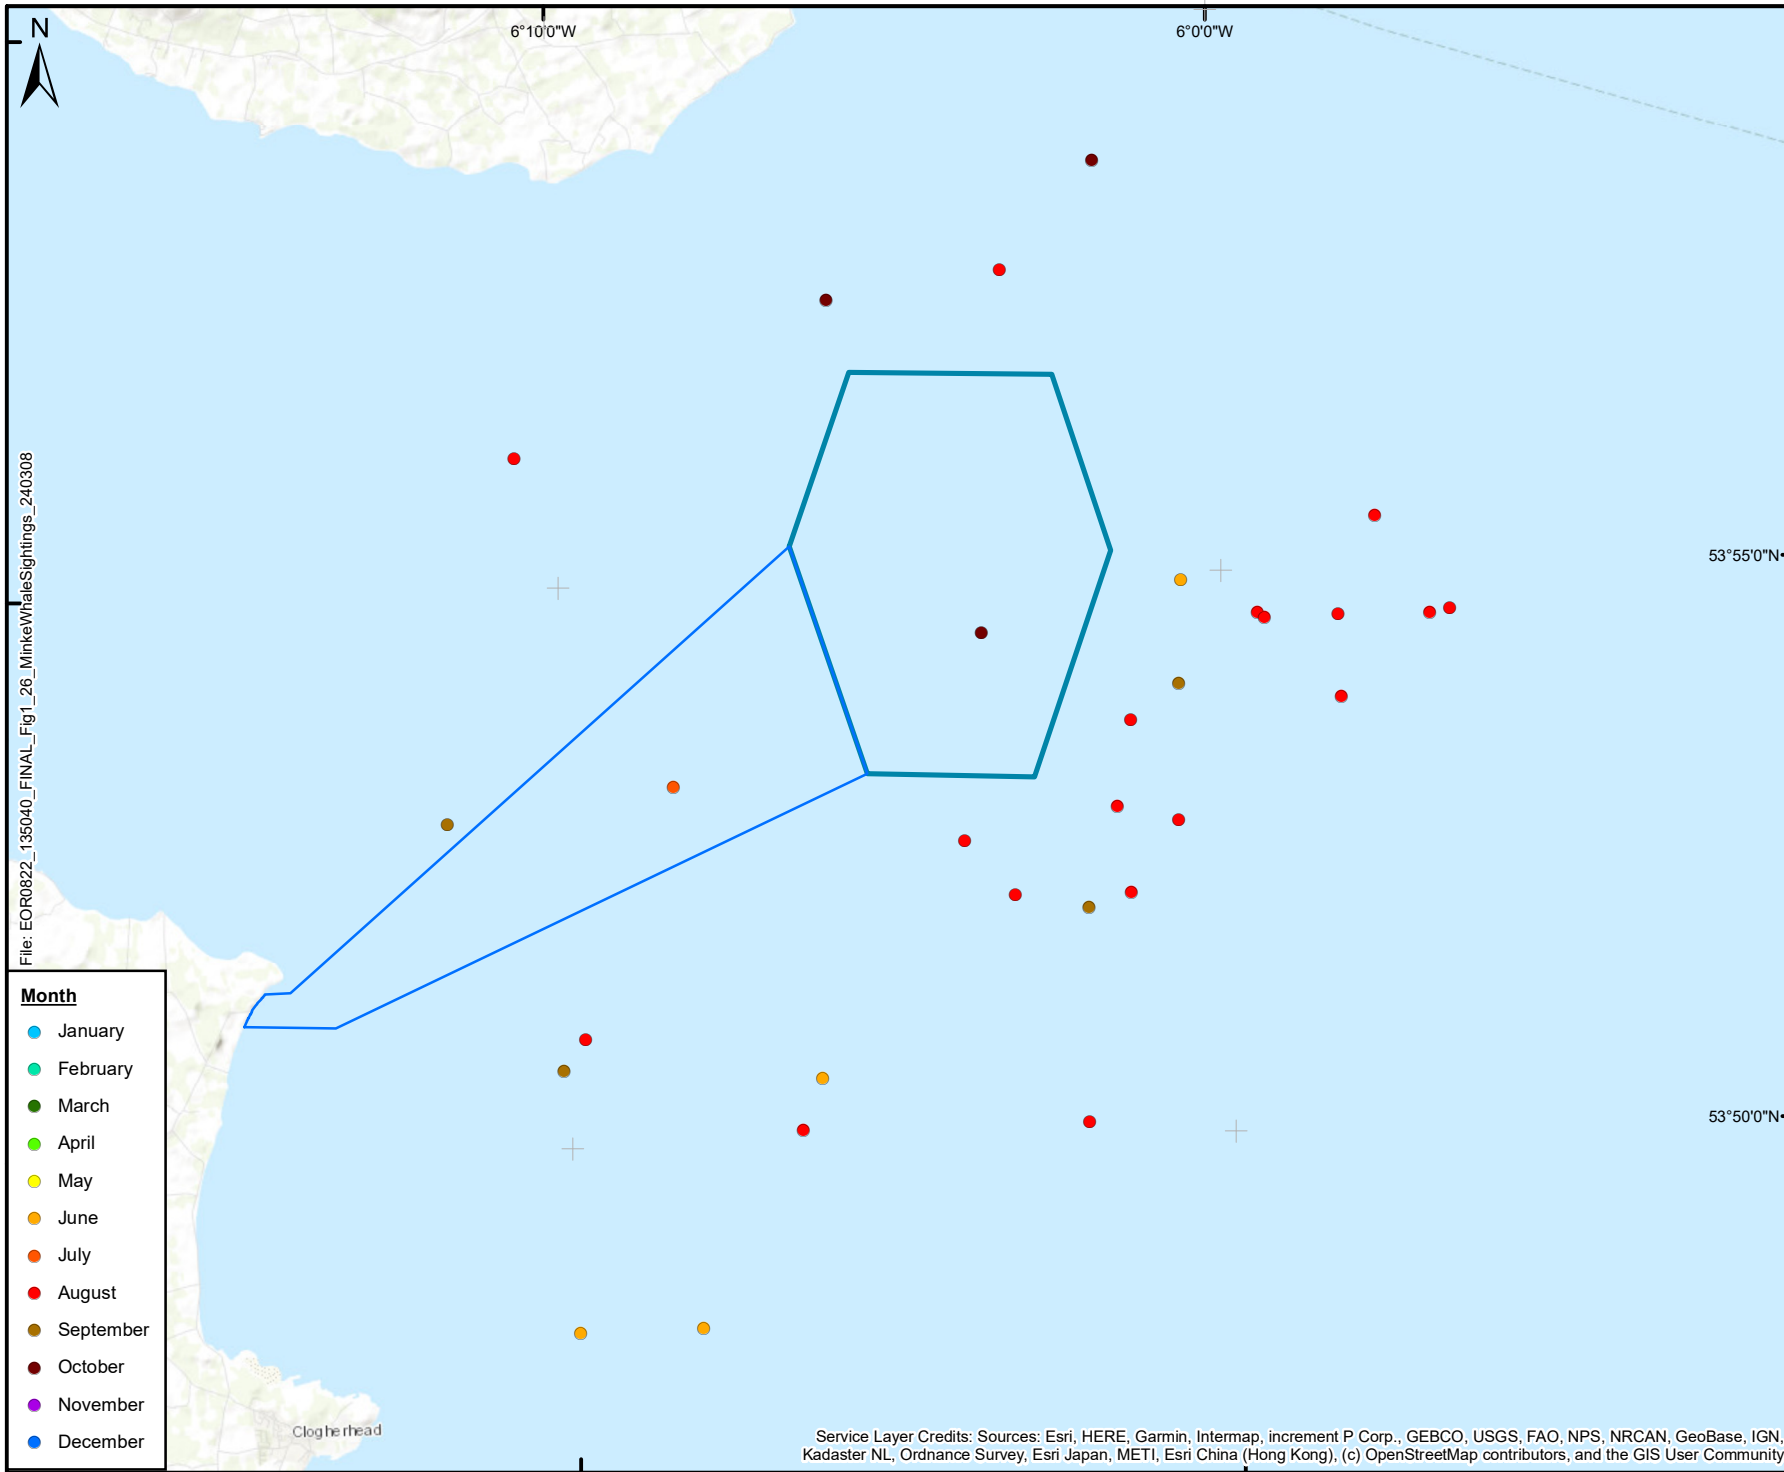 N
6°10'0"W
6°0'0"W
53°55'0"N
53°50'0"N
File: EOR0822_135040_FINAL_Fig1_26_MinkeWhaleSightings_240308
Month
January
February
March
April
May
June
July
August
September
October
November
December
Clogherhead
Service Layer Credits: Sources: Esri, HERE, Garmin, Intermap, increment P Corp., GEBCO, USGS, FAO, NPS, NRCAN, GeoBase, IGN,
Kadaster NL, Ordnance Survey, Esri Japan, METI, Esri China (Hong Kong), (c) OpenStreetMap contributors, and the GIS User Community